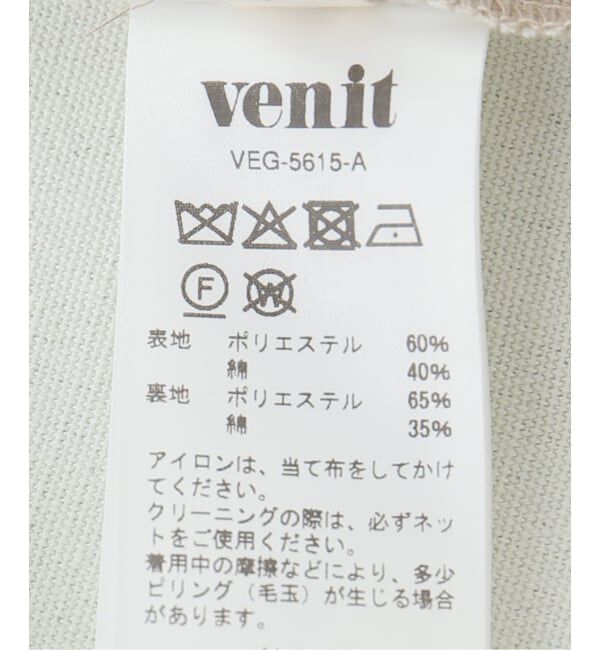 venit
VEG-5615-A
F W
表地 ポリエステル 60%
綿 40%
裏地 ポリエステル 65%
綿 35%
アイロンは、当て布をしてかけ
てください。
クリーニングの際は、必ずネッ
トをご使用ください。
着用中の摩擦などにより、多少
ピリング（毛玉）が生じる場合
があります。